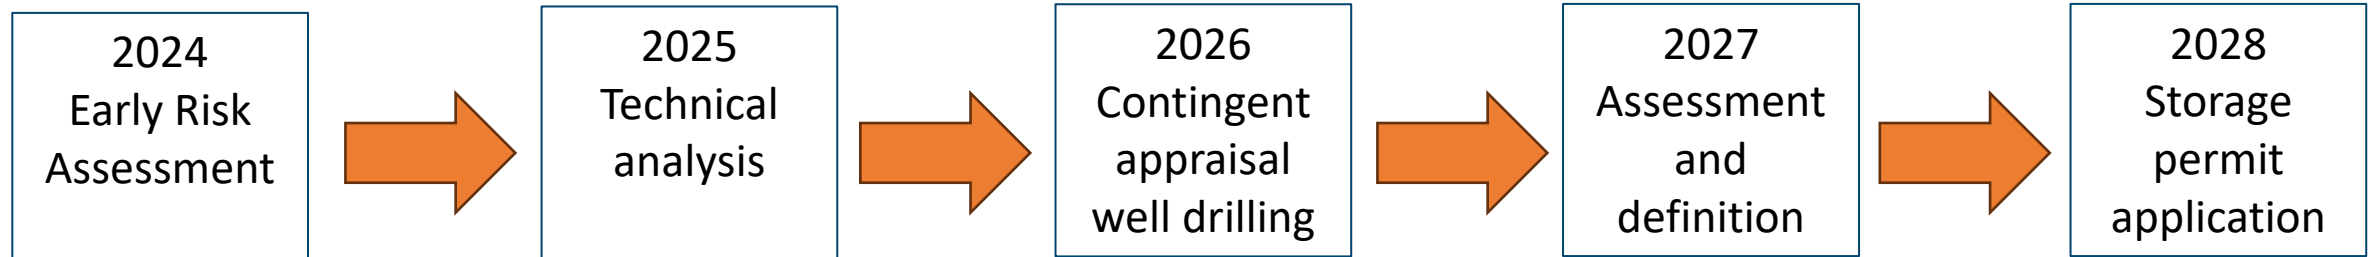 2024
Early Risk
Assessment
2025
Technical
analysis
2026
Contingent
appraisal
well drilling
2027
Assessment
and
definition
2028
Storage
permit
application